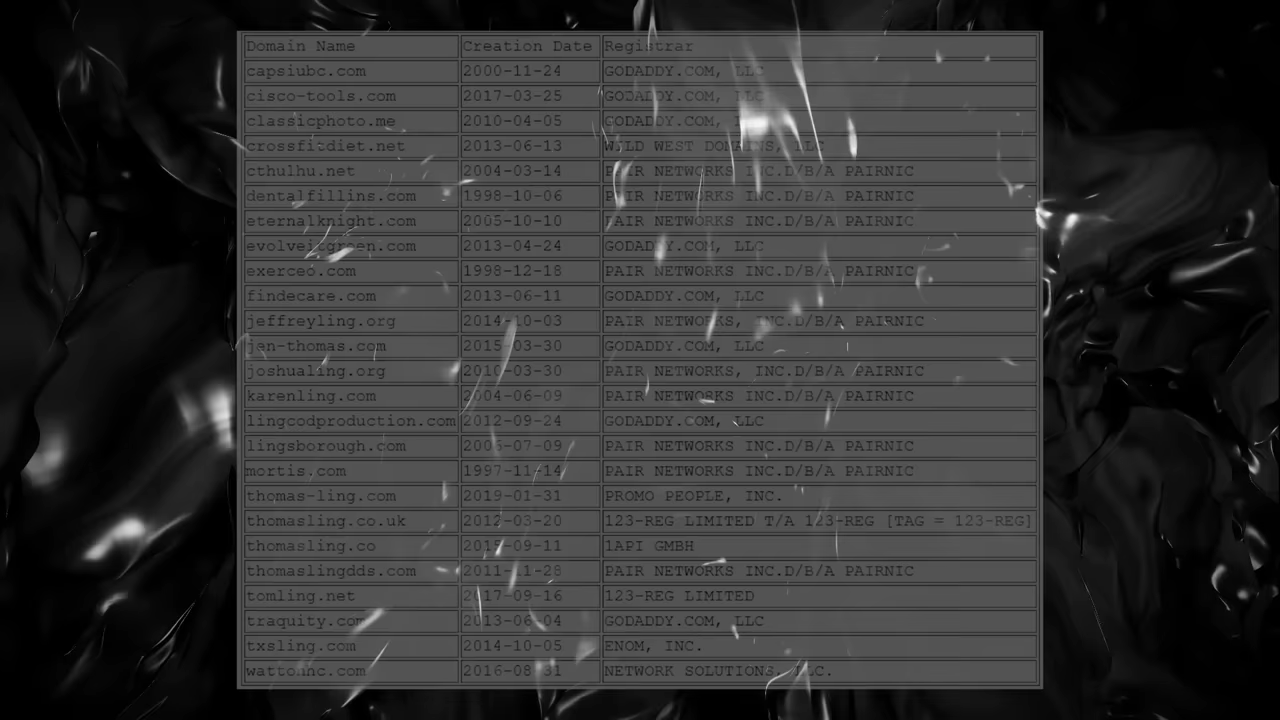 Domain Name Creation Date Registrar
capsiubc.com 2000-11-24 GODADDY.COM, LLC
cisco-tools.com 2017-03-25 GODADDY.COM, LLC
classicphoto.me 2010-04-05 GODADDY.COM,
crossfitdiet.net 2013-06-13 WILD WEST DOMAINS, LLC
cthulhu.net 2004-03-14 PAIR NETWORKS INC.D/B/A PAIRNIC
dentalfillins.com 1998-10-06 PAIR NETWORKS INC.D/B/A PAIRNIC
eternalknight.com 2005-10-10 PAIR NETWORKS INC.D/B/A PAIRNIC
evolveitgreen.com 2013-04-24 GODADDY.COM, LLC
exerceo.com 1998-12-18 PAIR NETWORKS INC.D/B/A PAIRNIC
findecare.com 2013-06-11 GODADDY.COM, LLC
jeffreyling.org 2014-10-03 PAIR NETWORKS, INC.D/B/A PAIRNIC
jen-thomas.com 2015-03-30 GODADDY.COM, LLC
joshualing.org 2010-03-30 PAIR NETWORKS, INC.D/B/A PAIRNIC
karenling.com 2004-06-09 PAIR NETWORKS INC.D/B/A PAIRNIC
lingcodproduction.com 2012-09-24 GODADDY.COM, LLC
lingsborough.com PAIR NETWORKS INC.D/B/A PAIRNIC
mortis.com 1997-11-14 PAIR NETWORKS INC.D/B/A PAIRNIC
thomas-ling.com 2019-01-31 PROMO PEOPLE, INC.
thomasling.co.uk 2012-03-20 123-REG LIMITED T/A 123-REG [TAG = 123-REG]
thomasling.co 2015-09-11 1API GMBH
thomaslingdds.com 2011-11-28 PAIR NETWORKS INC.D/B/A PAIRNIC
tomling.net 2017-09-16 123-REG LIMITED
traquity.com 2013-06-04 GODADDY.COM, LLC
txsling.com 2014-10-05 ENOM, INC.
wattonnc.com 2016-08-31 NETWORK SOLUTIONS, LLC.